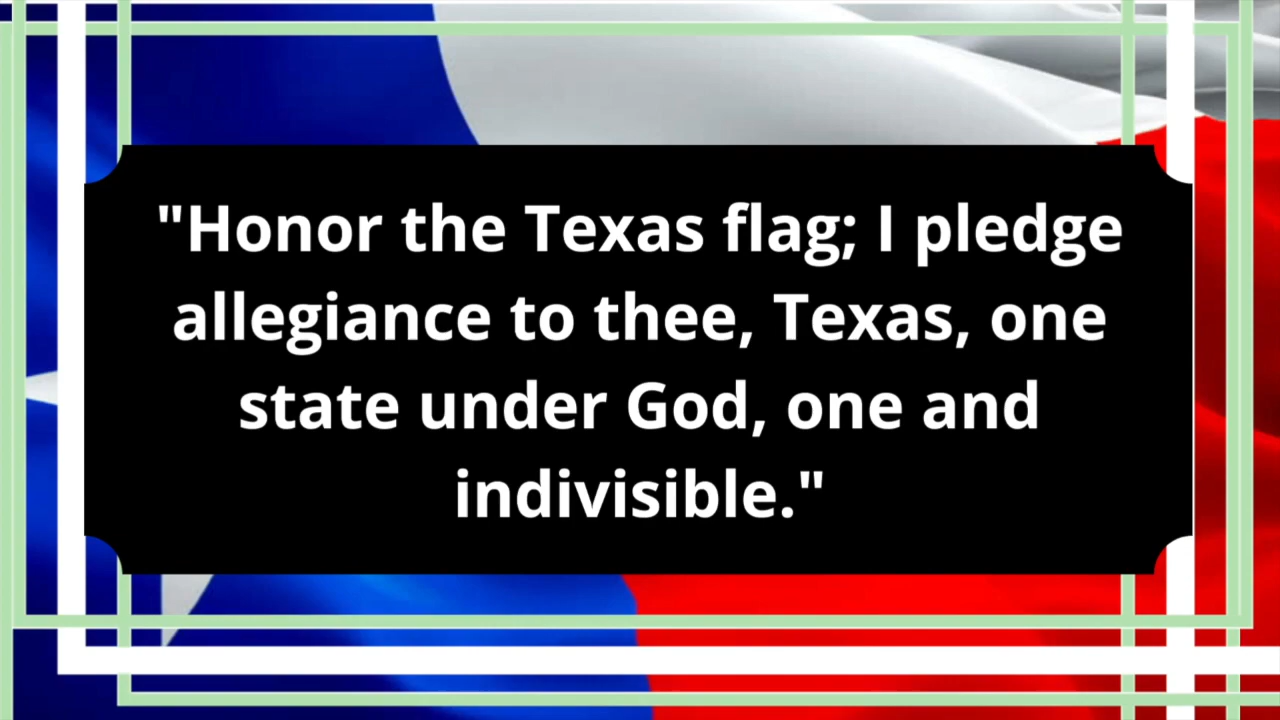 "Honor the Texas flag; I pledge
allegiance to thee, Texas, one
state under God, one and
indivisible."